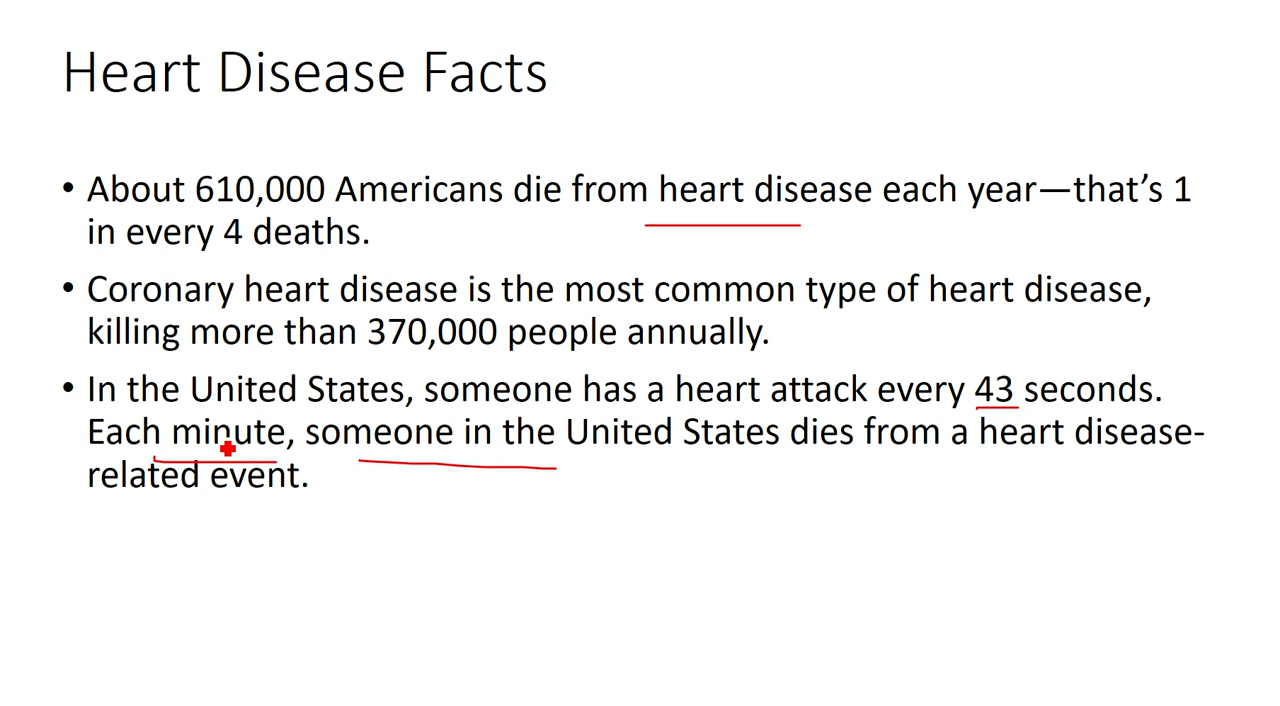 Heart Disease Facts
• About 610,000 Americans die from heart disease each year—that’s 1
in every 4 deaths.
• Coronary heart disease is the most common type of heart disease,
killing more than 370,000 people annually.
• In the United States, someone has a heart attack every 43 seconds.
Each minute, someone in the United States dies from a heart disease-
related event.